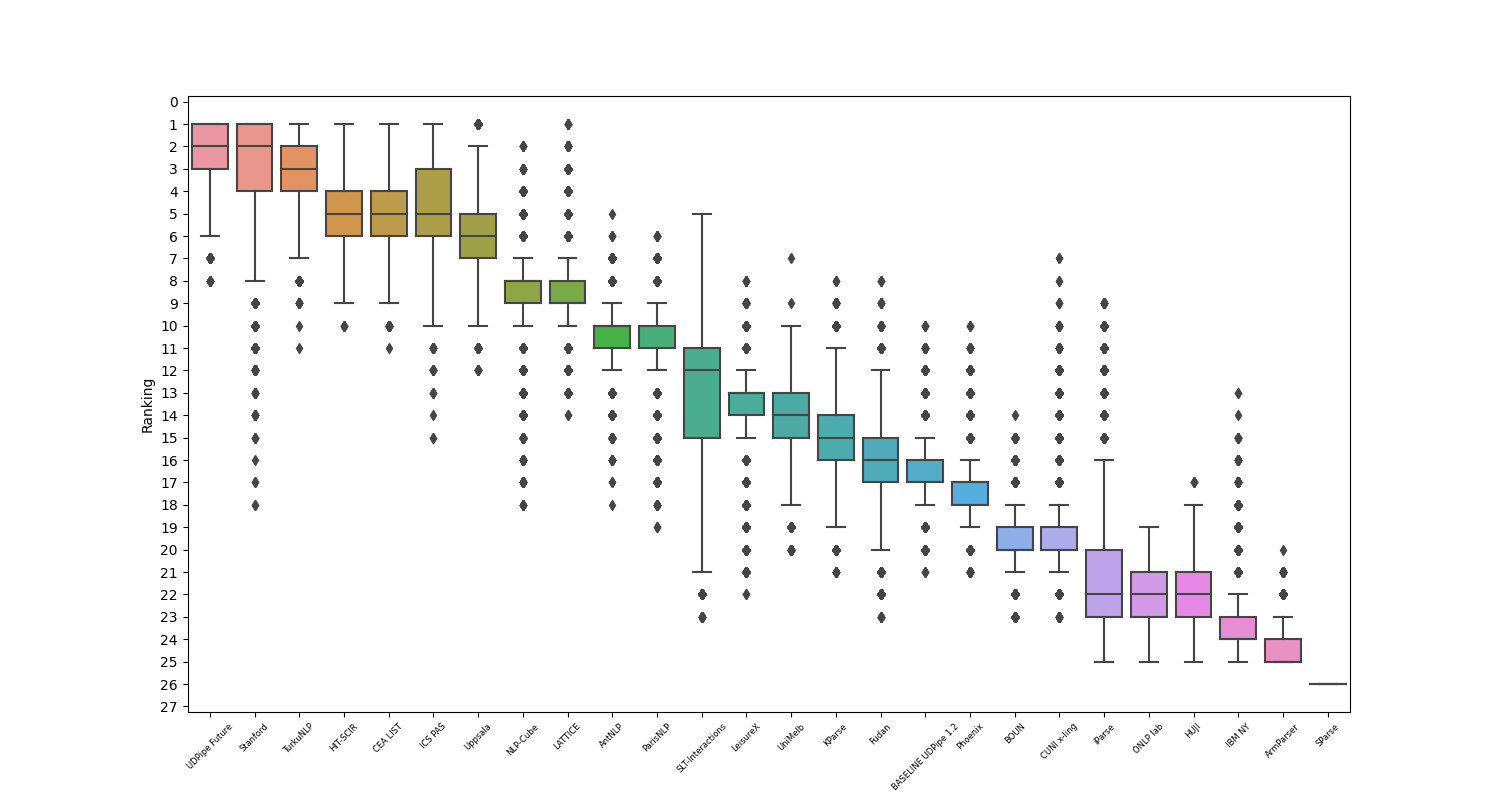 Ranking
0
1
2
3
4
5
6
7
8
9
10
11
12
13
14
15
16
17
18
19
20
21
22
23
24
25
26
27
UDPipe Future
Stanford
TurkuNLP
HIT-SCIR
CEA LIST
ICS PAS
Uppsala
NLP-Cube
LATTICE
AntNLP
ParisNLP
SLT-Interactions
LeisureX
UniMelb
KParse
Fudan
BASELINE UDPipe 1.2
Phoenix
BOUN
CUNI x-ling
iParse
ONLP lab
HUJI
IBM NY
ArmParser
SParse